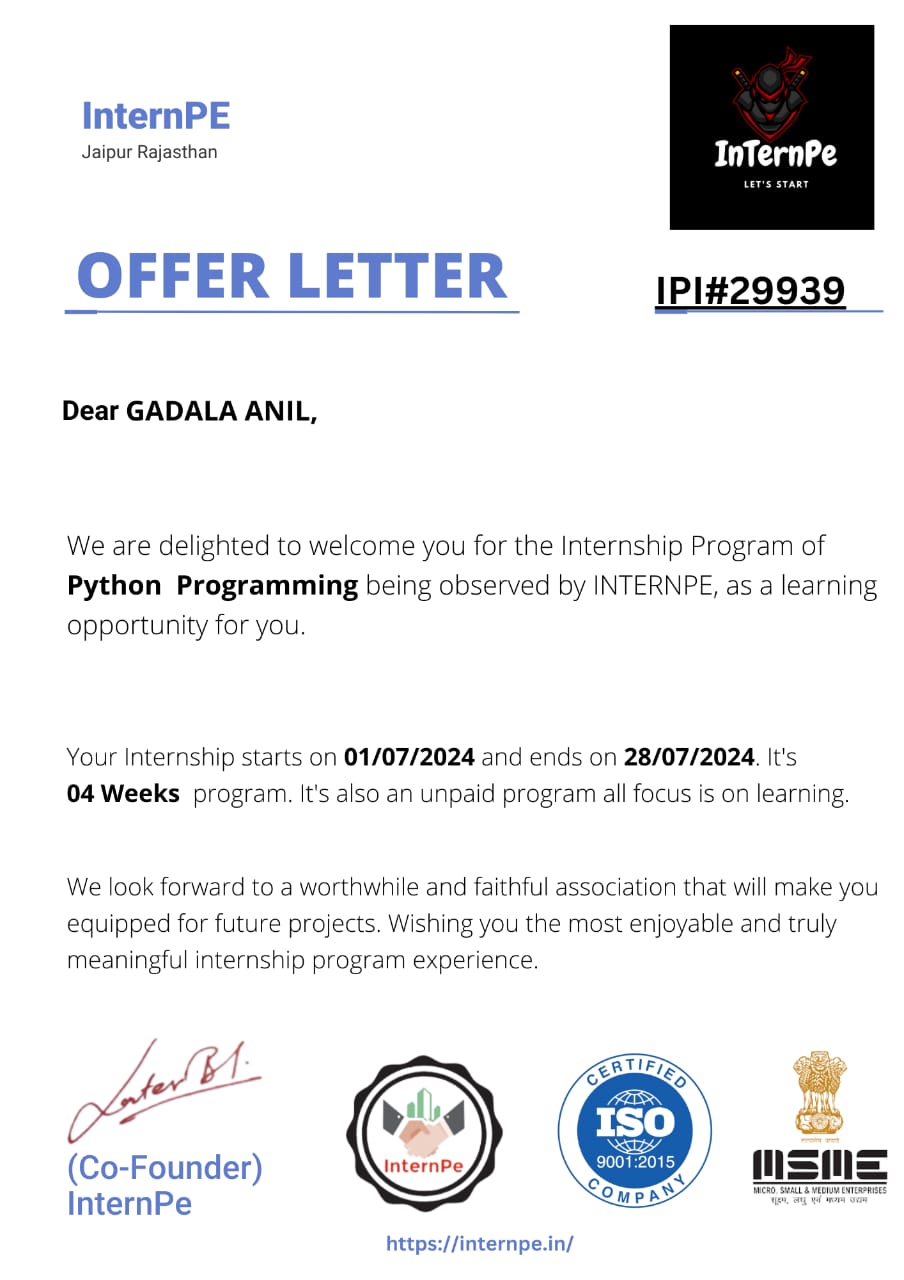 InternPE
Jaipur Rajasthan
InTernPe
LET'S START
OFFER LETTER
IPI#29939
Dear GADALA ANIL,
We are delighted to welcome you for the Internship Program of
Python Programming being observed by INTERNPE, as a learning
opportunity for you.
Your Internship starts on 01/07/2024 and ends on 28/07/2024. It's
04 Weeks program. It's also an unpaid program all focus is on learning.
We look forward to a worthwhile and faithful association that will make you
equipped for future projects. Wishing you the most enjoyable and truly
meaningful internship program experience.
(Co-Founder)
InternPe
InternPe
CERTIFIED
ISO
9001:2015
COMPANY
सत्यमेव जयते
MSME
MICRO, SMALL & MEDIUM ENTERPRISES
सूक्ष्म, लघु एवं मध्यम उद्यम
https://internpe.in/